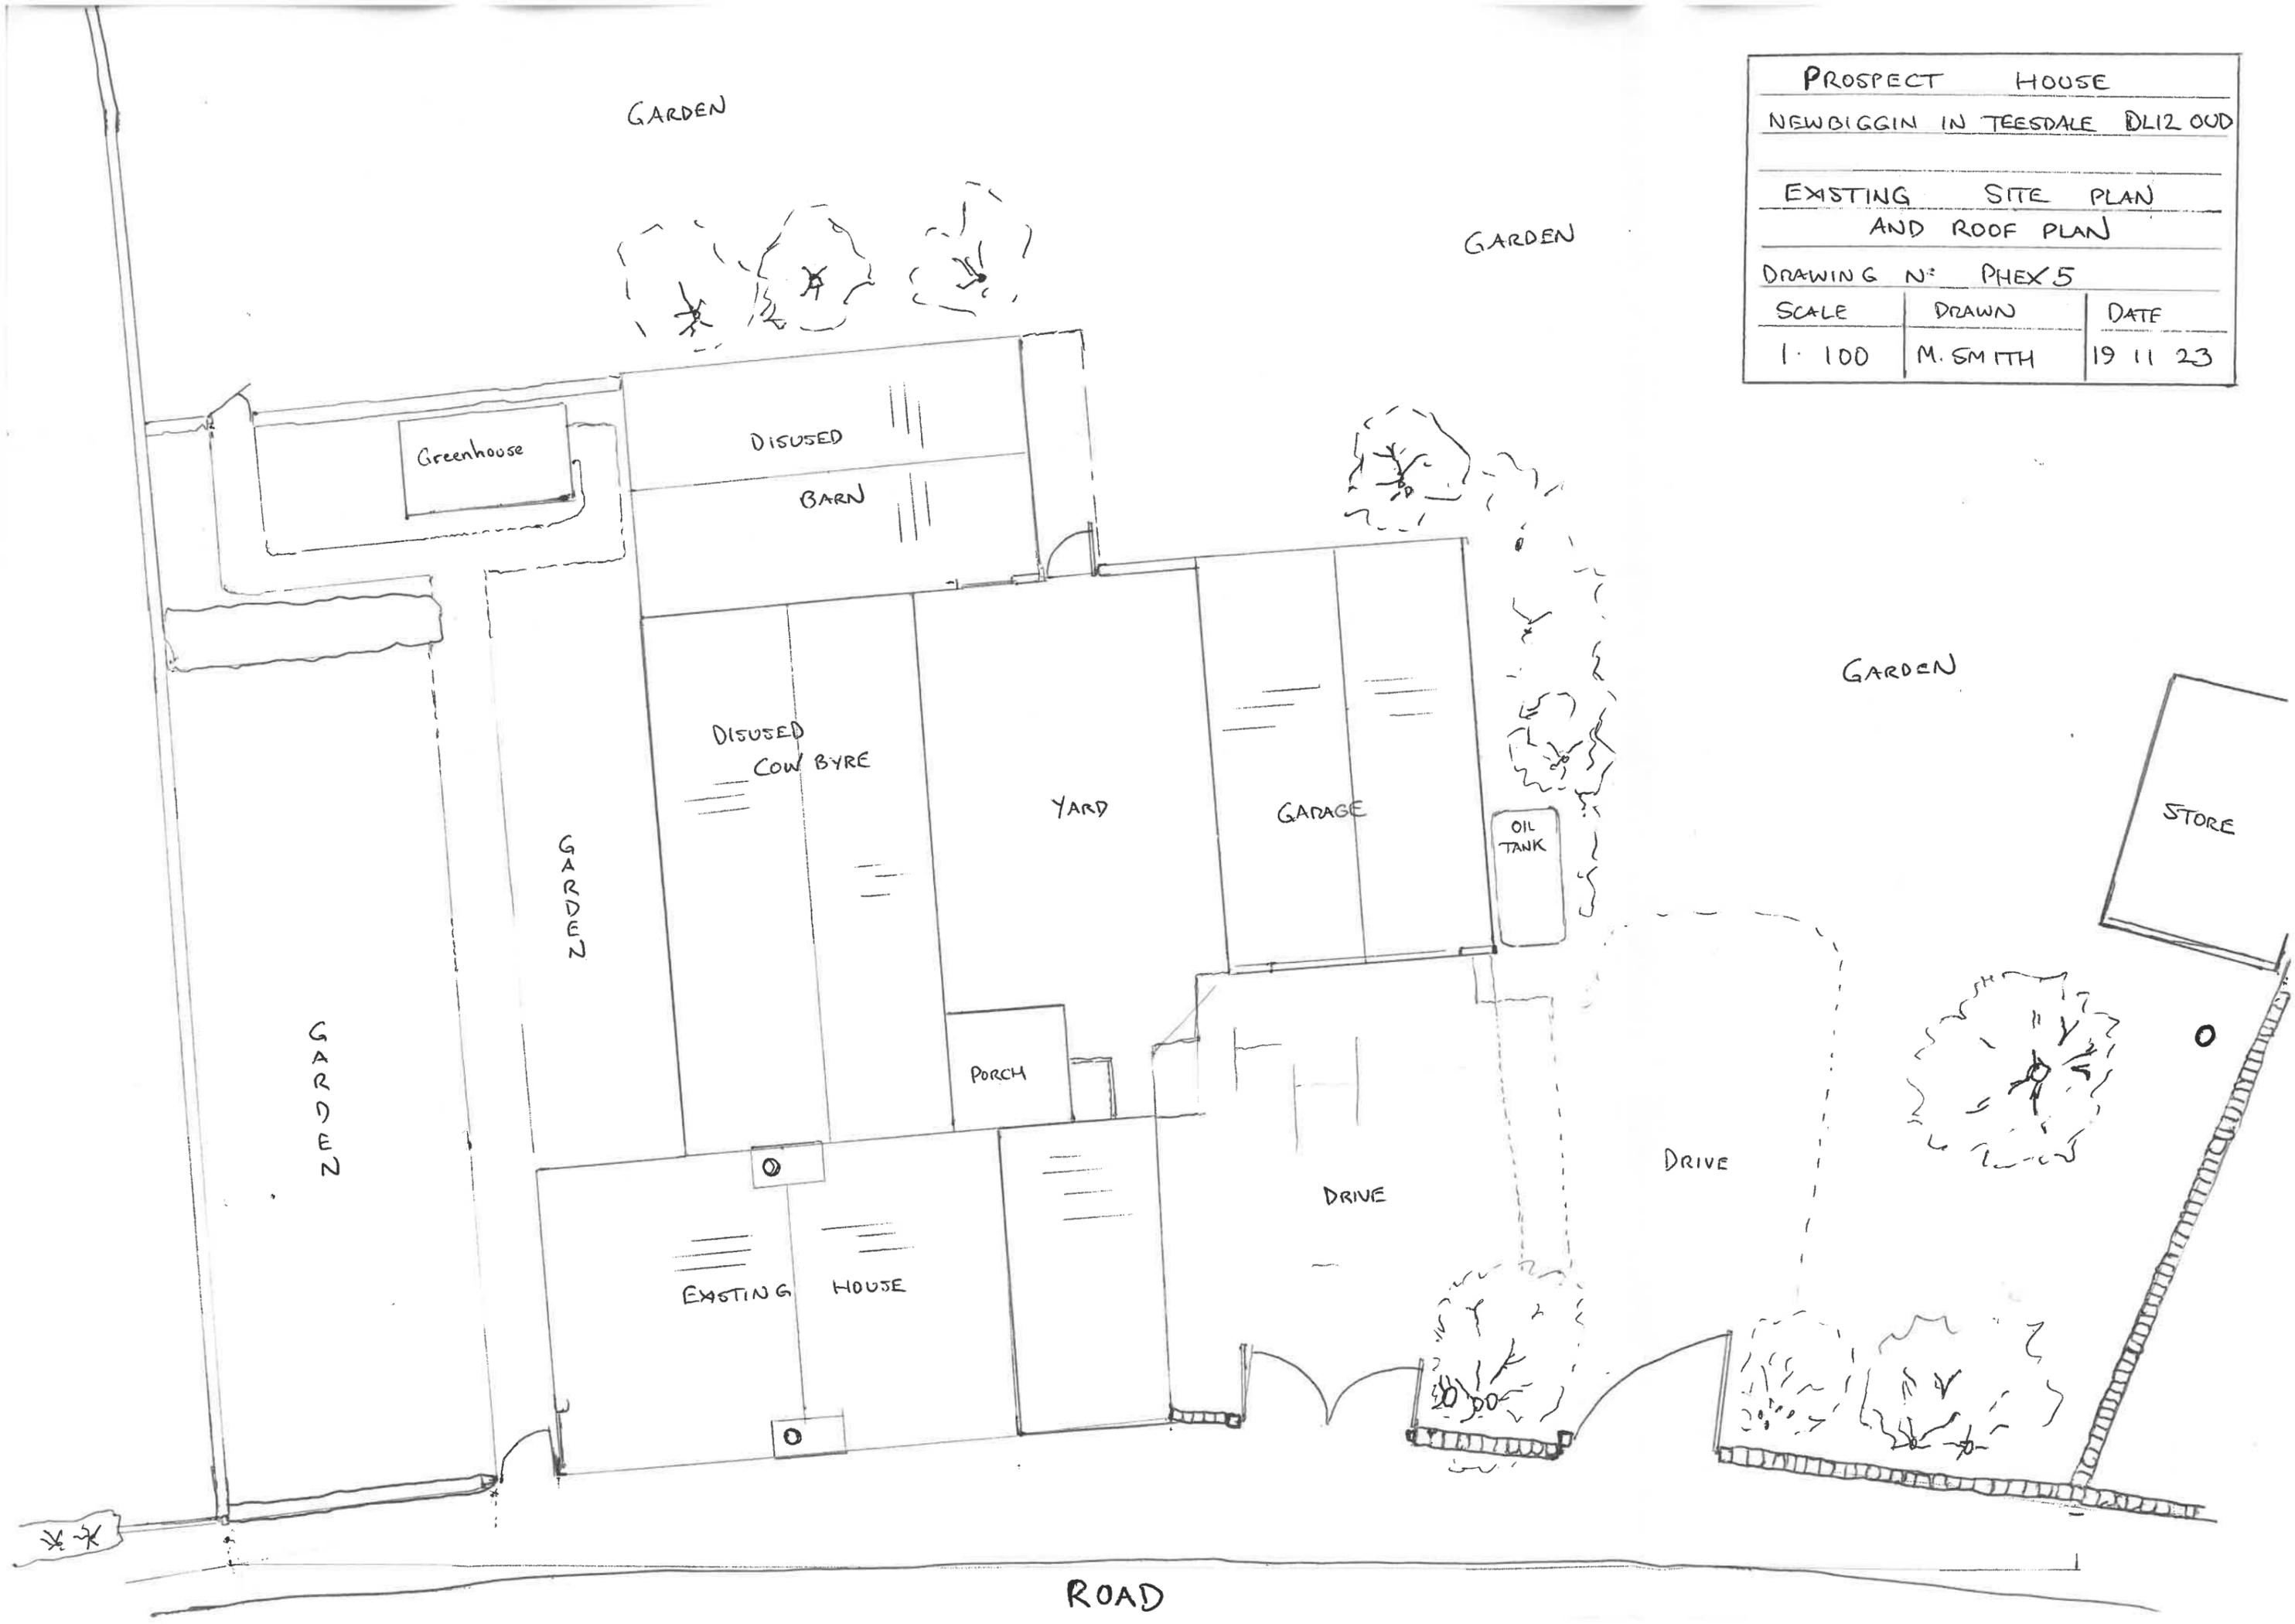 PROSPECT HOUSE
NEWBIGGIN IN TEESDALE DL12 0UD
EXISTING SITE PLAN
AND ROOF PLAN
DRAWING Nº PHEX 5
SCALE DRAWN DATE
1:100 M. SMITH 19 11 23
GARDEN
GARDEN
Greenhouse
DISUSED
BARN
GARDEN
DISUSED
COW BYRE
YARD
GARAGE
OIL
TANK
STORE
GARDEN
GARDEN
PORCH
DRIVE
DRIVE
EXISTING HOUSE
ROAD